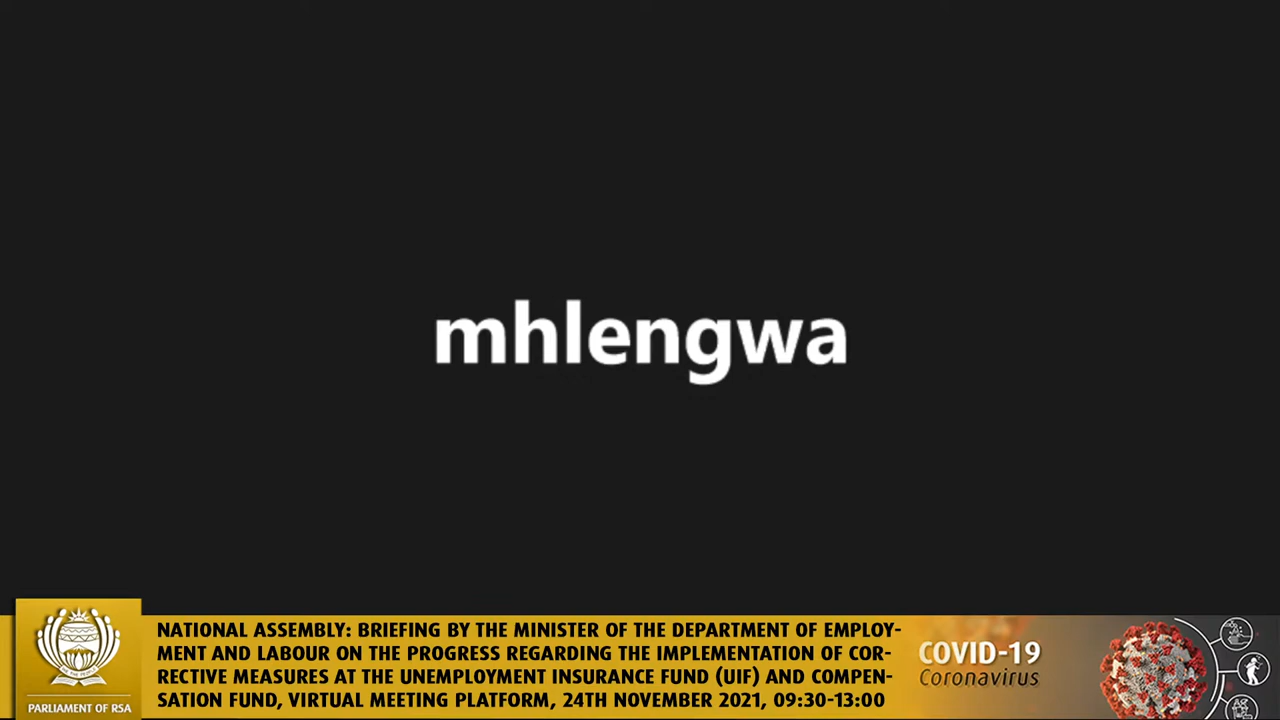 mhlengwa
NATIONAL ASSEMBLY: BRIEFING BY THE MINISTER OF THE DEPARTMENT OF EMPLOY-
MENT AND LABOUR ON THE PROGRESS REGARDING THE IMPLEMENTATION OF COR-
RECTIVE MEASURES AT THE UNEMPLOYMENT INSURANCE FUND (UIF) AND COMPEN-
SATION FUND, VIRTUAL MEETING PLATFORM, 24TH NOVEMBER 2021, 09:30-13:00
PARLIAMENT OF RSA
COVID-19
Coronavirus